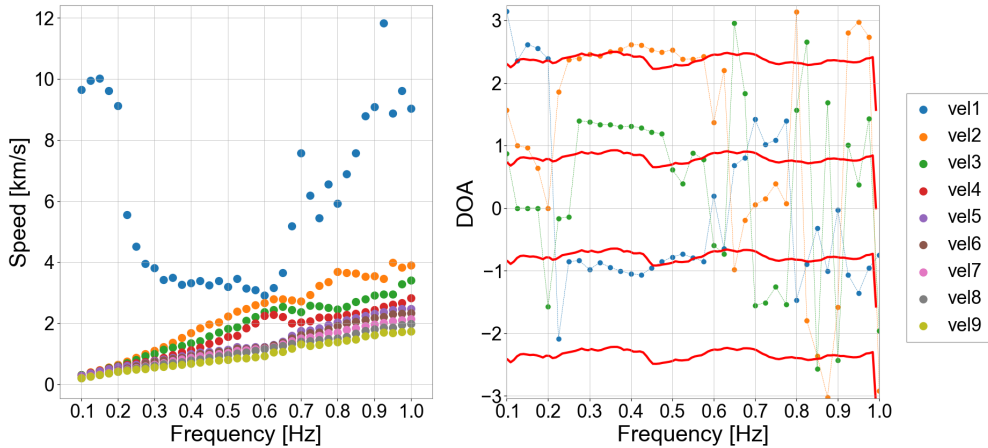 12
10
8
6
4
2
0
Speed [km/s]
0.1 0.2 0.3 0.4 0.5 0.6 0.7 0.8 0.9 1.0
Frequency [Hz]
3
2
1
0
−1
−2
−3
DOA
0.1 0.2 0.3 0.4 0.5 0.6 0.7 0.8 0.9 1.0
Frequency [Hz]
vel1
vel2
vel3
vel4
vel5
vel6
vel7
vel8
vel9